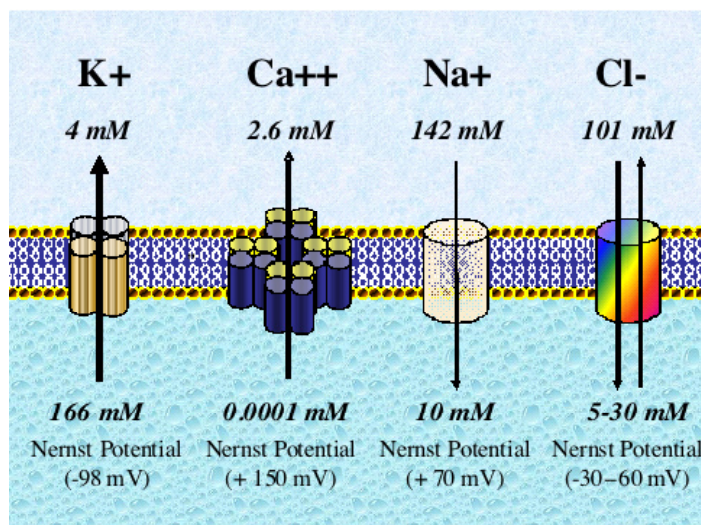 K+ Ca++ Na+ Cl-
4 mM 2.6 mM 142 mM 101 mM
166 mM 0.0001 mM 10 mM 5-30 mM
Nernst Potential Nernst Potential Nernst Potential Nernst Potential
(-98 mV) (+ 150 mV) (+ 70 mV) (-30–60 mV)